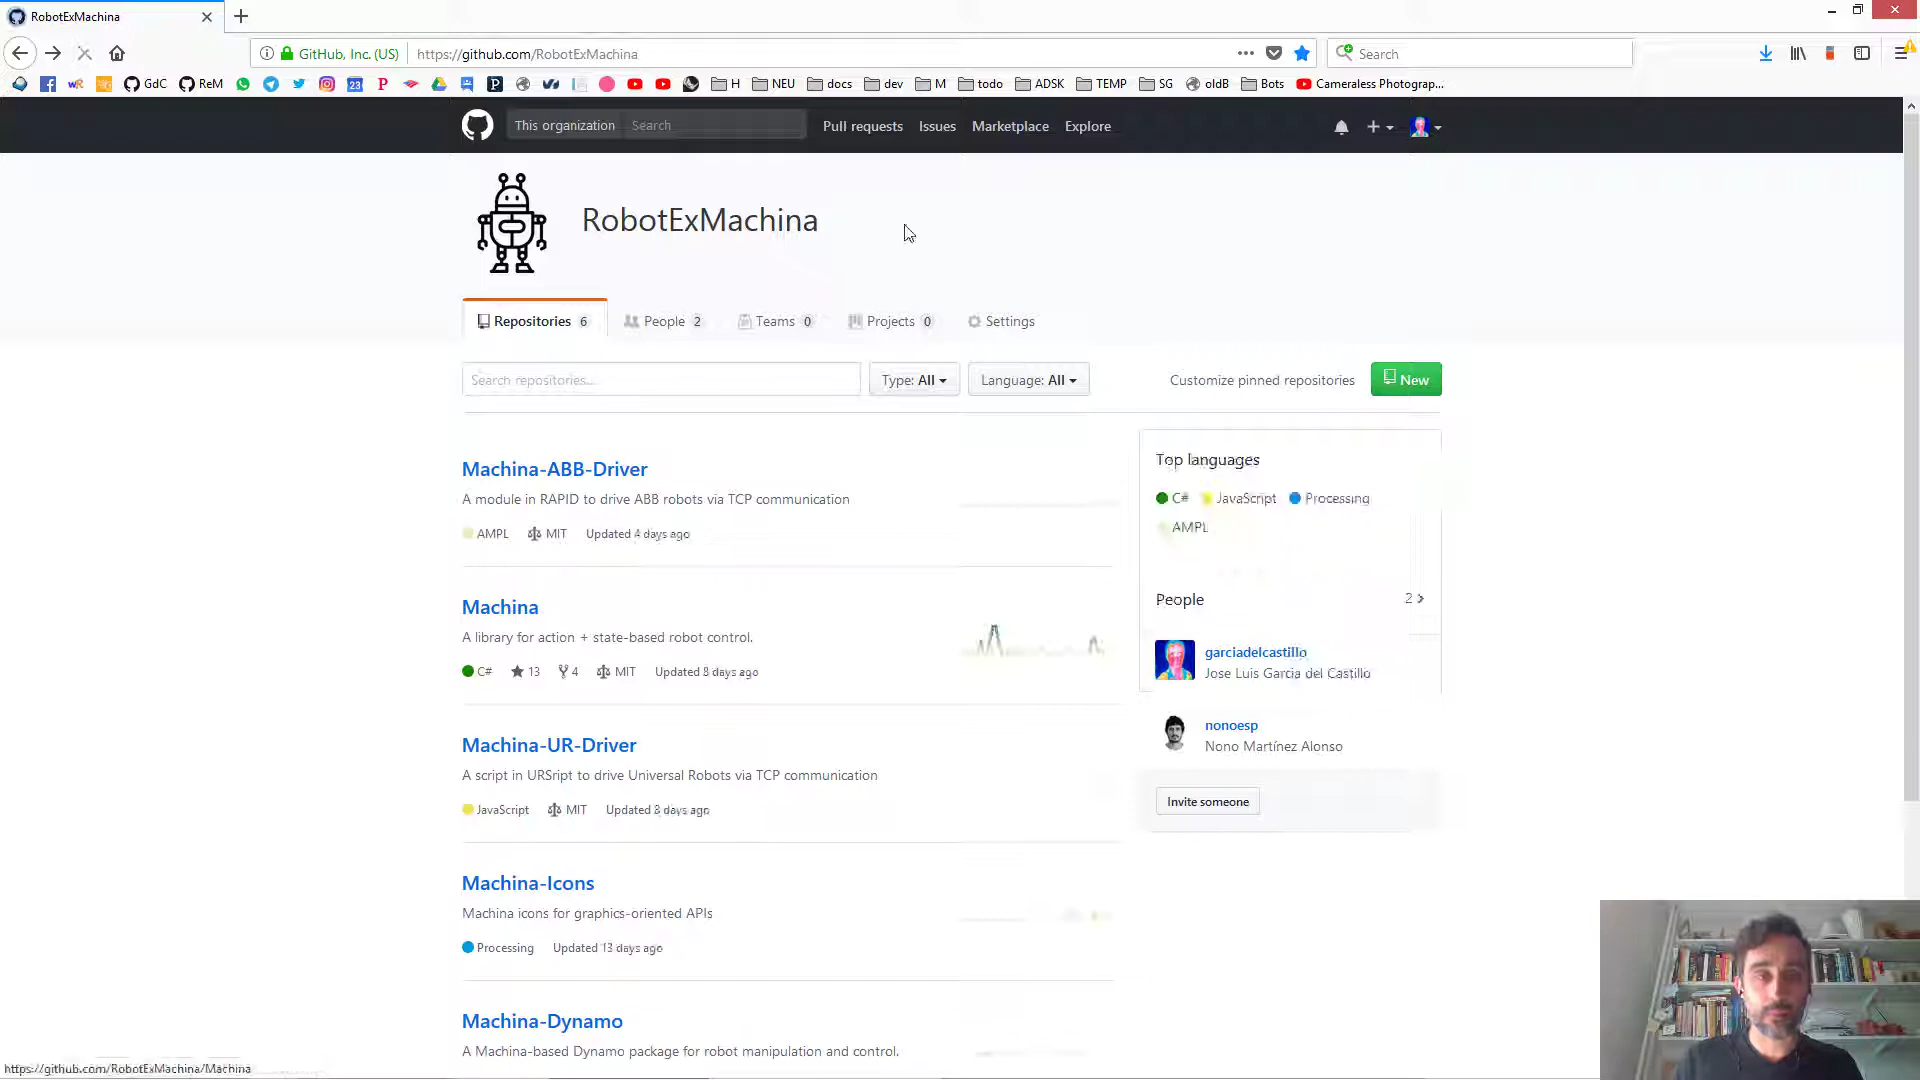 RobotExMachina
GitHub, Inc. (US)
https://github.com/RobotExMachina
Search
GdC
ReM
23
H
NEU
docs
dev
M
todo
ADSK
TEMP
SG
oldB
Bots
Cameraless Photograp...
This organization
Search
Pull requests
Issues
Marketplace
Explore
RobotExMachina
Repositories 6
People 2
Teams 0
Projects 0
Settings
Search repositories...
Type: All
Language: All
Customize pinned repositories
New
Machina-ABB-Driver
A module in RAPID to drive ABB robots via TCP communication
AMPL MIT Updated 4 days ago
Machina
A library for action + state-based robot control.
C# 13 4 MIT Updated 8 days ago
Machina-UR-Driver
A script in URSript to drive Universal Robots via TCP communication
JavaScript MIT Updated 8 days ago
Machina-Icons
Machina icons for graphics-oriented APIs
Processing Updated 13 days ago
Machina-Dynamo
A Machina-based Dynamo package for robot manipulation and control.
Top languages
C# JavaScript Processing
AMPL
People 2
garciadelcastillo
Jose Luis García del Castillo
nonoesp
Nono Martínez Alonso
Invite someone
https://github.com/RobotExMachina/Machina